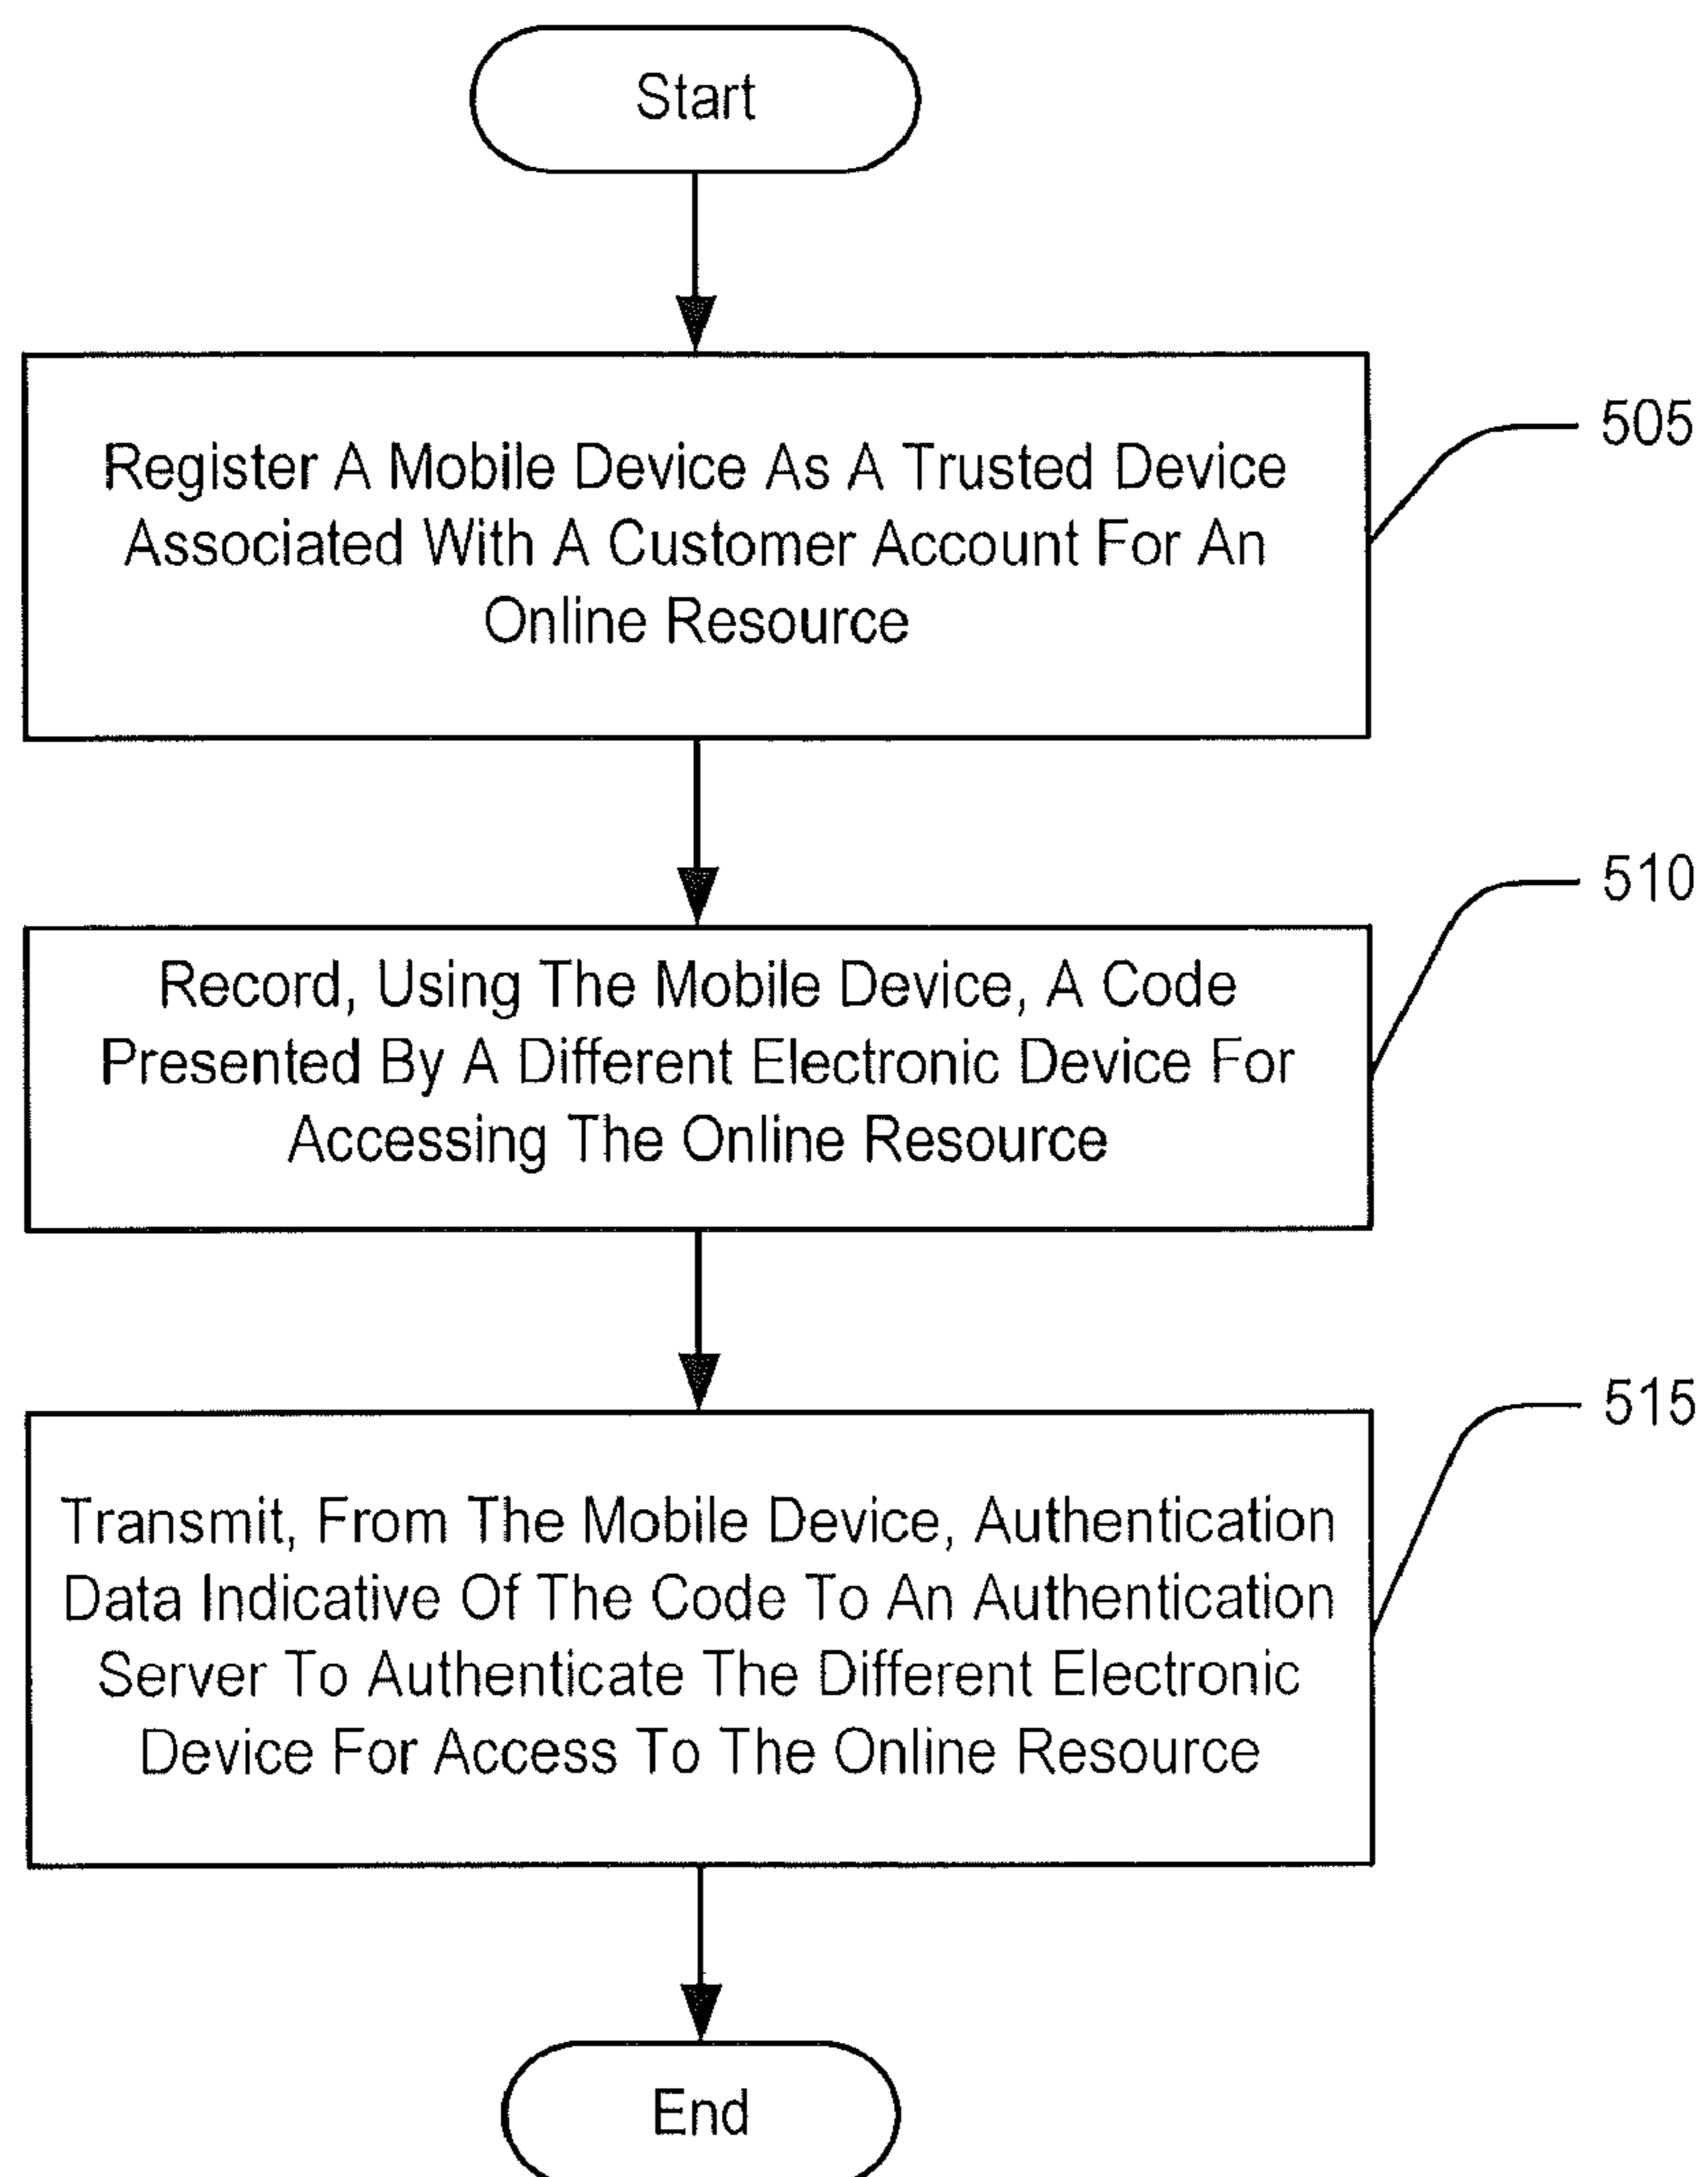 Start
Register A Mobile Device As A Trusted Device
Associated With A Customer Account For An
Online Resource
505
Record, Using The Mobile Device, A Code
Presented By A Different Electronic Device For
Accessing The Online Resource
510
Transmit, From The Mobile Device, Authentication
Data Indicative Of The Code To An Authentication
Server To Authenticate The Different Electronic
Device For Access To The Online Resource
515
End